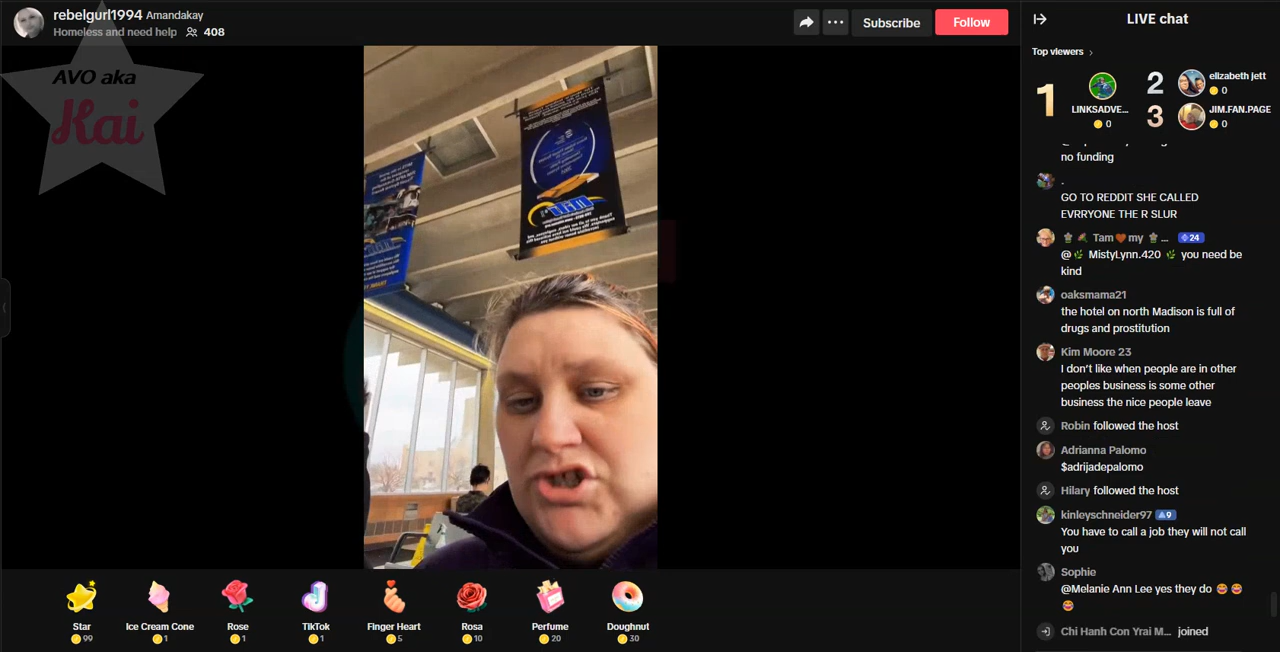 rebelgurl1994 Amandakay
Homeless and need help 408
Subscribe
Follow
AVO aka
Kai
LIVE chat
Top viewers
1
LINKSADVE...
0
2
elizabeth jett
0
3
JIM.FAN.PAGE
0
no funding
.
GO TO REDDIT SHE CALLED
EVRRYONE THE R SLUR
Tam my ... 24
@ MistyLynn.420 you need be
kind
oaksmama21
the hotel on north Madison is full of
drugs and prostitution
Kim Moore 23
I don't like when people are in other
peoples business is some other
business the nice people leave
Robin followed the host
Adrianna Palomo
$adrijadepalomo
Hilary followed the host
kinleyschneider97 9
You have to call a job they will not call
you
Sophie
@Melanie Ann Lee yes they do
Chi Hanh Con Yrai M... joined
Star
99
Ice Cream Cone
1
Rose
1
TikTok
1
Finger Heart
5
Rosa
10
Perfume
20
Doughnut
30